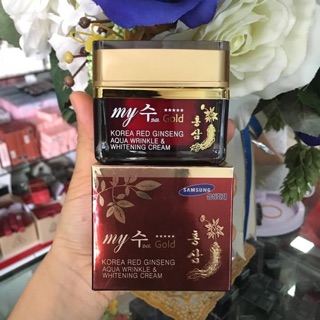 my 수 ★★★★★ Gold
KOREA RED GINSENG
AQUA WRINKLE &
WHITENING CREAM
홍삼
my 수 ★★★★★ Gold
KOREA RED GINSENG
AQUA WRINKLE &
WHITENING CREAM
홍삼
SAMSUNG